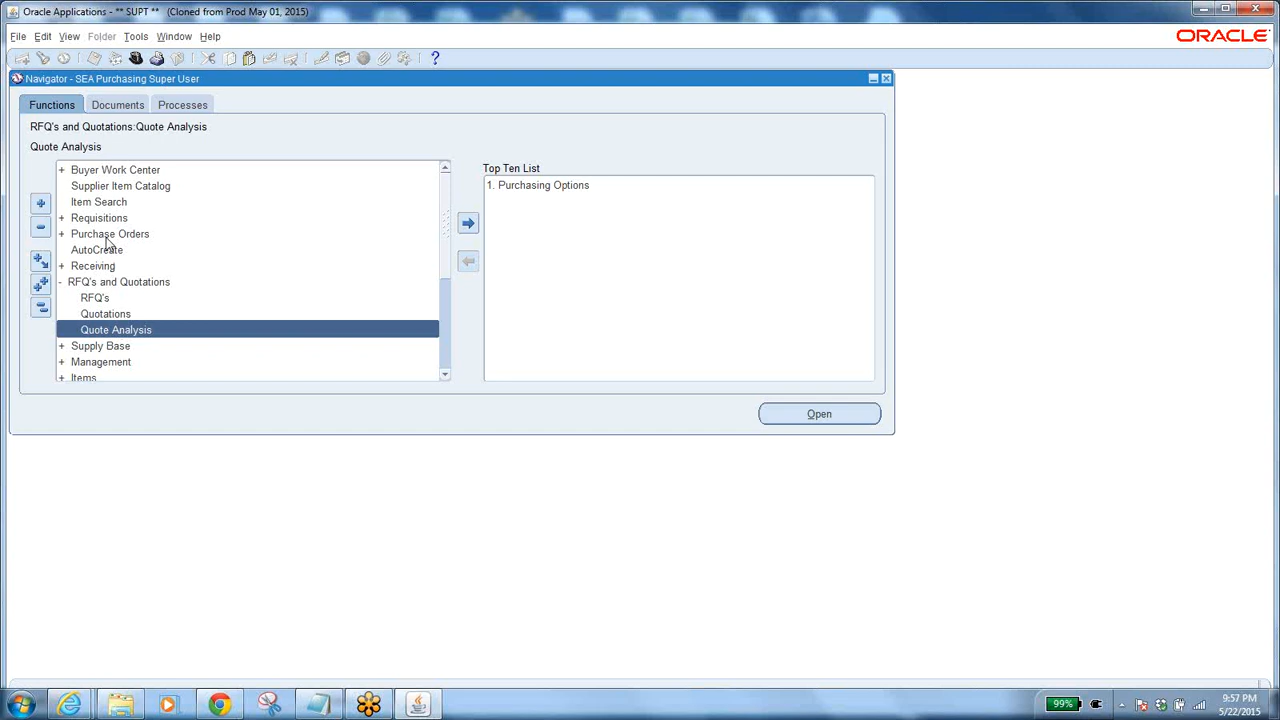 Oracle Applications - ** SUPT ** (Cloned from Prod May 01, 2015)
File Edit View Folder Tools Window Help
ORACLE
?
Navigator - SEA Purchasing Super User
Functions Documents Processes
RFQ's and Quotations:Quote Analysis
Quote Analysis
+ Buyer Work Center
Supplier Item Catalog
Item Search
+ Requisitions
+ Purchase Orders
AutoCreate
+ Receiving
- RFQ's and Quotations
RFQ's
Quotations
Quote Analysis
+ Supply Base
+ Management
+ Items
Top Ten List
1. Purchasing Options
Open
99%
9:57 PM
5/22/2015